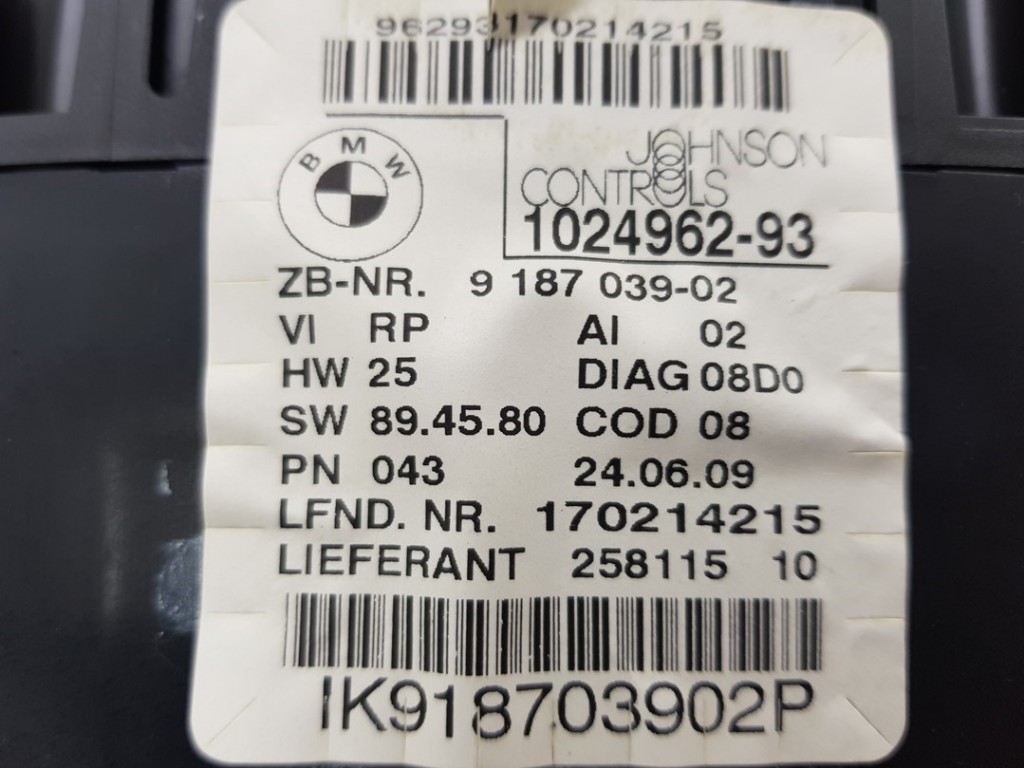 96293170214215
BMW
JOHNSON
CONTROLS
1024962-93
ZB-NR. 9 187 039-02
VI RP AI 02
HW 25 DIAG 08D0
SW 89.45.80 COD 08
PN 043 24.06.09
LFND. NR. 170214215
LIEFERANT 258115 10
IK918703902P